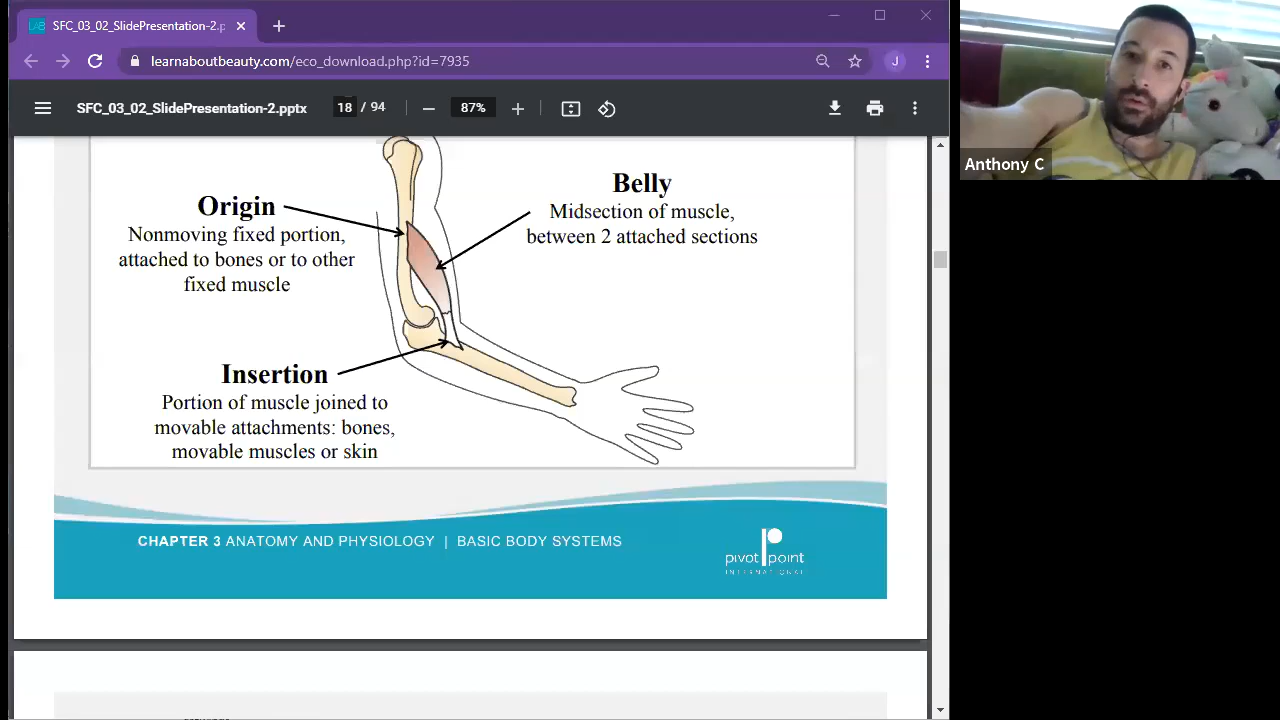 SFC_03_02_SlidePresentation-2.p
learnaboutbeauty.com/eco_download.php?id=7935
J
SFC_03_02_SlidePresentation-2.pptx
18 / 94
87%
Anthony C
Belly
Midsection of muscle,
between 2 attached sections
Origin
Nonmoving fixed portion,
attached to bones or to other
fixed muscle
Insertion
Portion of muscle joined to
movable attachments: bones,
movable muscles or skin
CHAPTER 3 ANATOMY AND PHYSIOLOGY | BASIC BODY SYSTEMS
pivot point
INTERNATIONAL